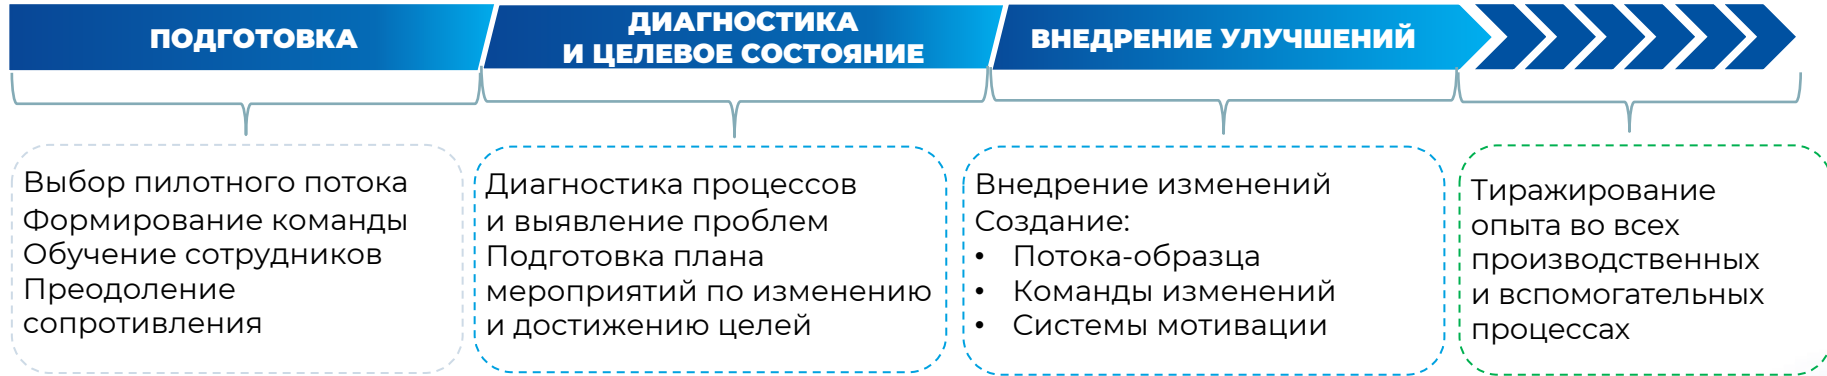 ПОДГОТОВКА
ДИАГНОСТИКА
И ЦЕЛЕВОЕ СОСТОЯНИЕ
ВНЕДРЕНИЕ УЛУЧШЕНИЙ
Выбор пилотного потока
Формирование команды
Обучение сотрудников
Преодоление
сопротивления
Диагностика процессов
и выявление проблем
Подготовка плана
мероприятий по изменению
и достижению целей
Внедрение изменений
Создание:
• Потока-образца
• Команды изменений
• Системы мотивации
Тиражирование
опыта во всех
производственных
и вспомогательных
процессах